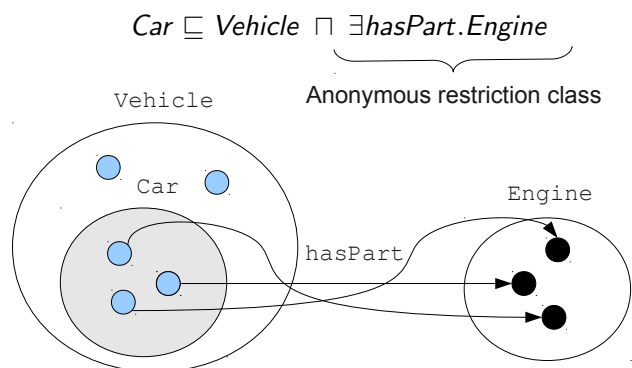 Car ⊑ Vehicle ⊓ ∃hasPart.Engine
Anonymous restriction class
Vehicle
Car
Engine
hasPart